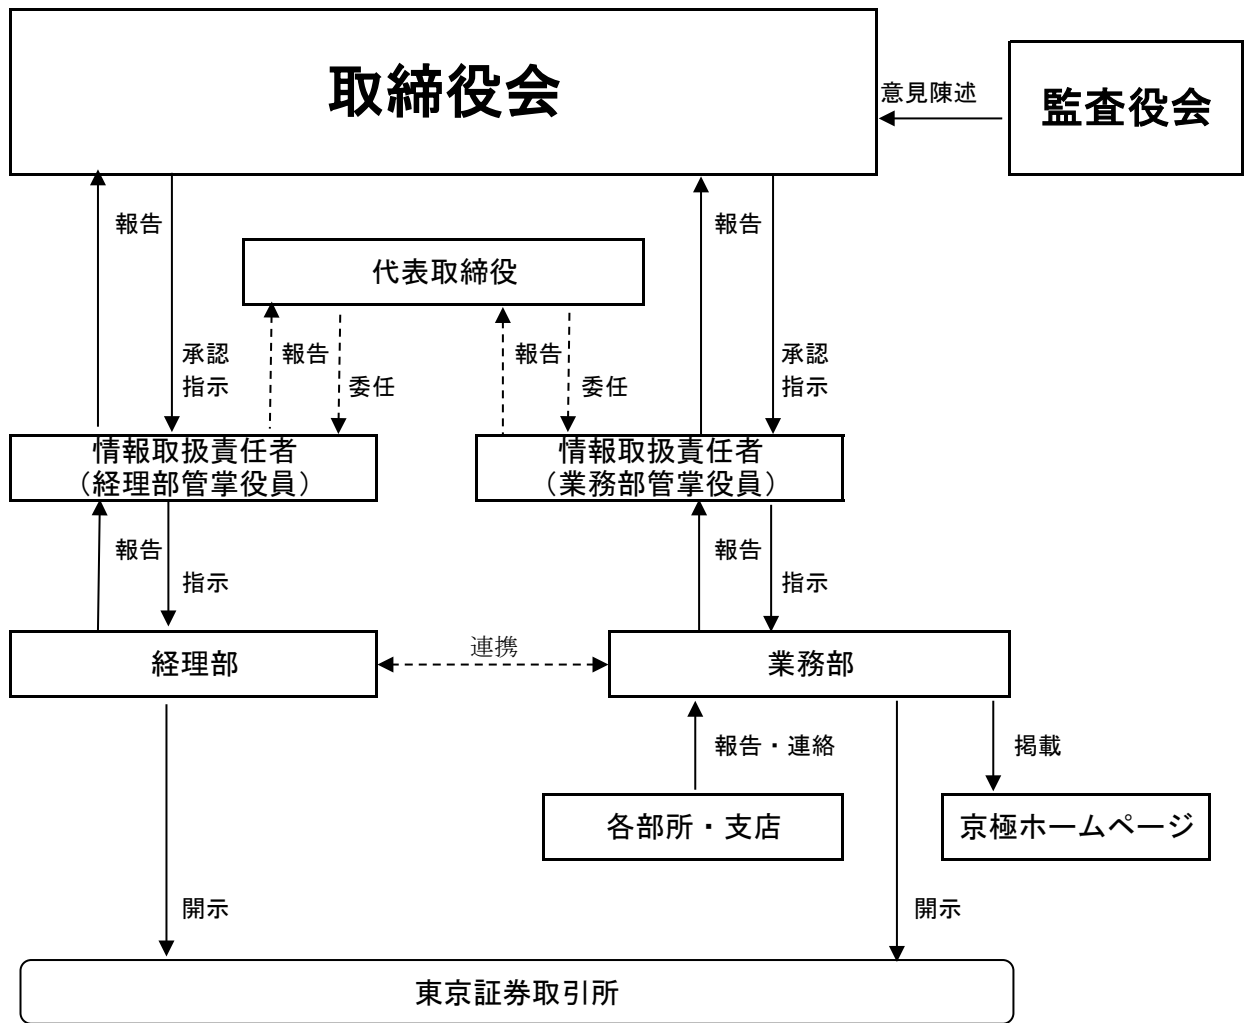 取締役会
意見陳述
監査役会
報告
報告
代表取締役
承認
指示
報告
委任
報告
委任
承認
指示
情報取扱責任者
（経理部管掌役員）
情報取扱責任者
（業務部管掌役員）
報告
指示
報告
指示
経理部
連携
業務部
報告・連絡
掲載
各部所・支店
京極ホームページ
開示
開示
東京証券取引所